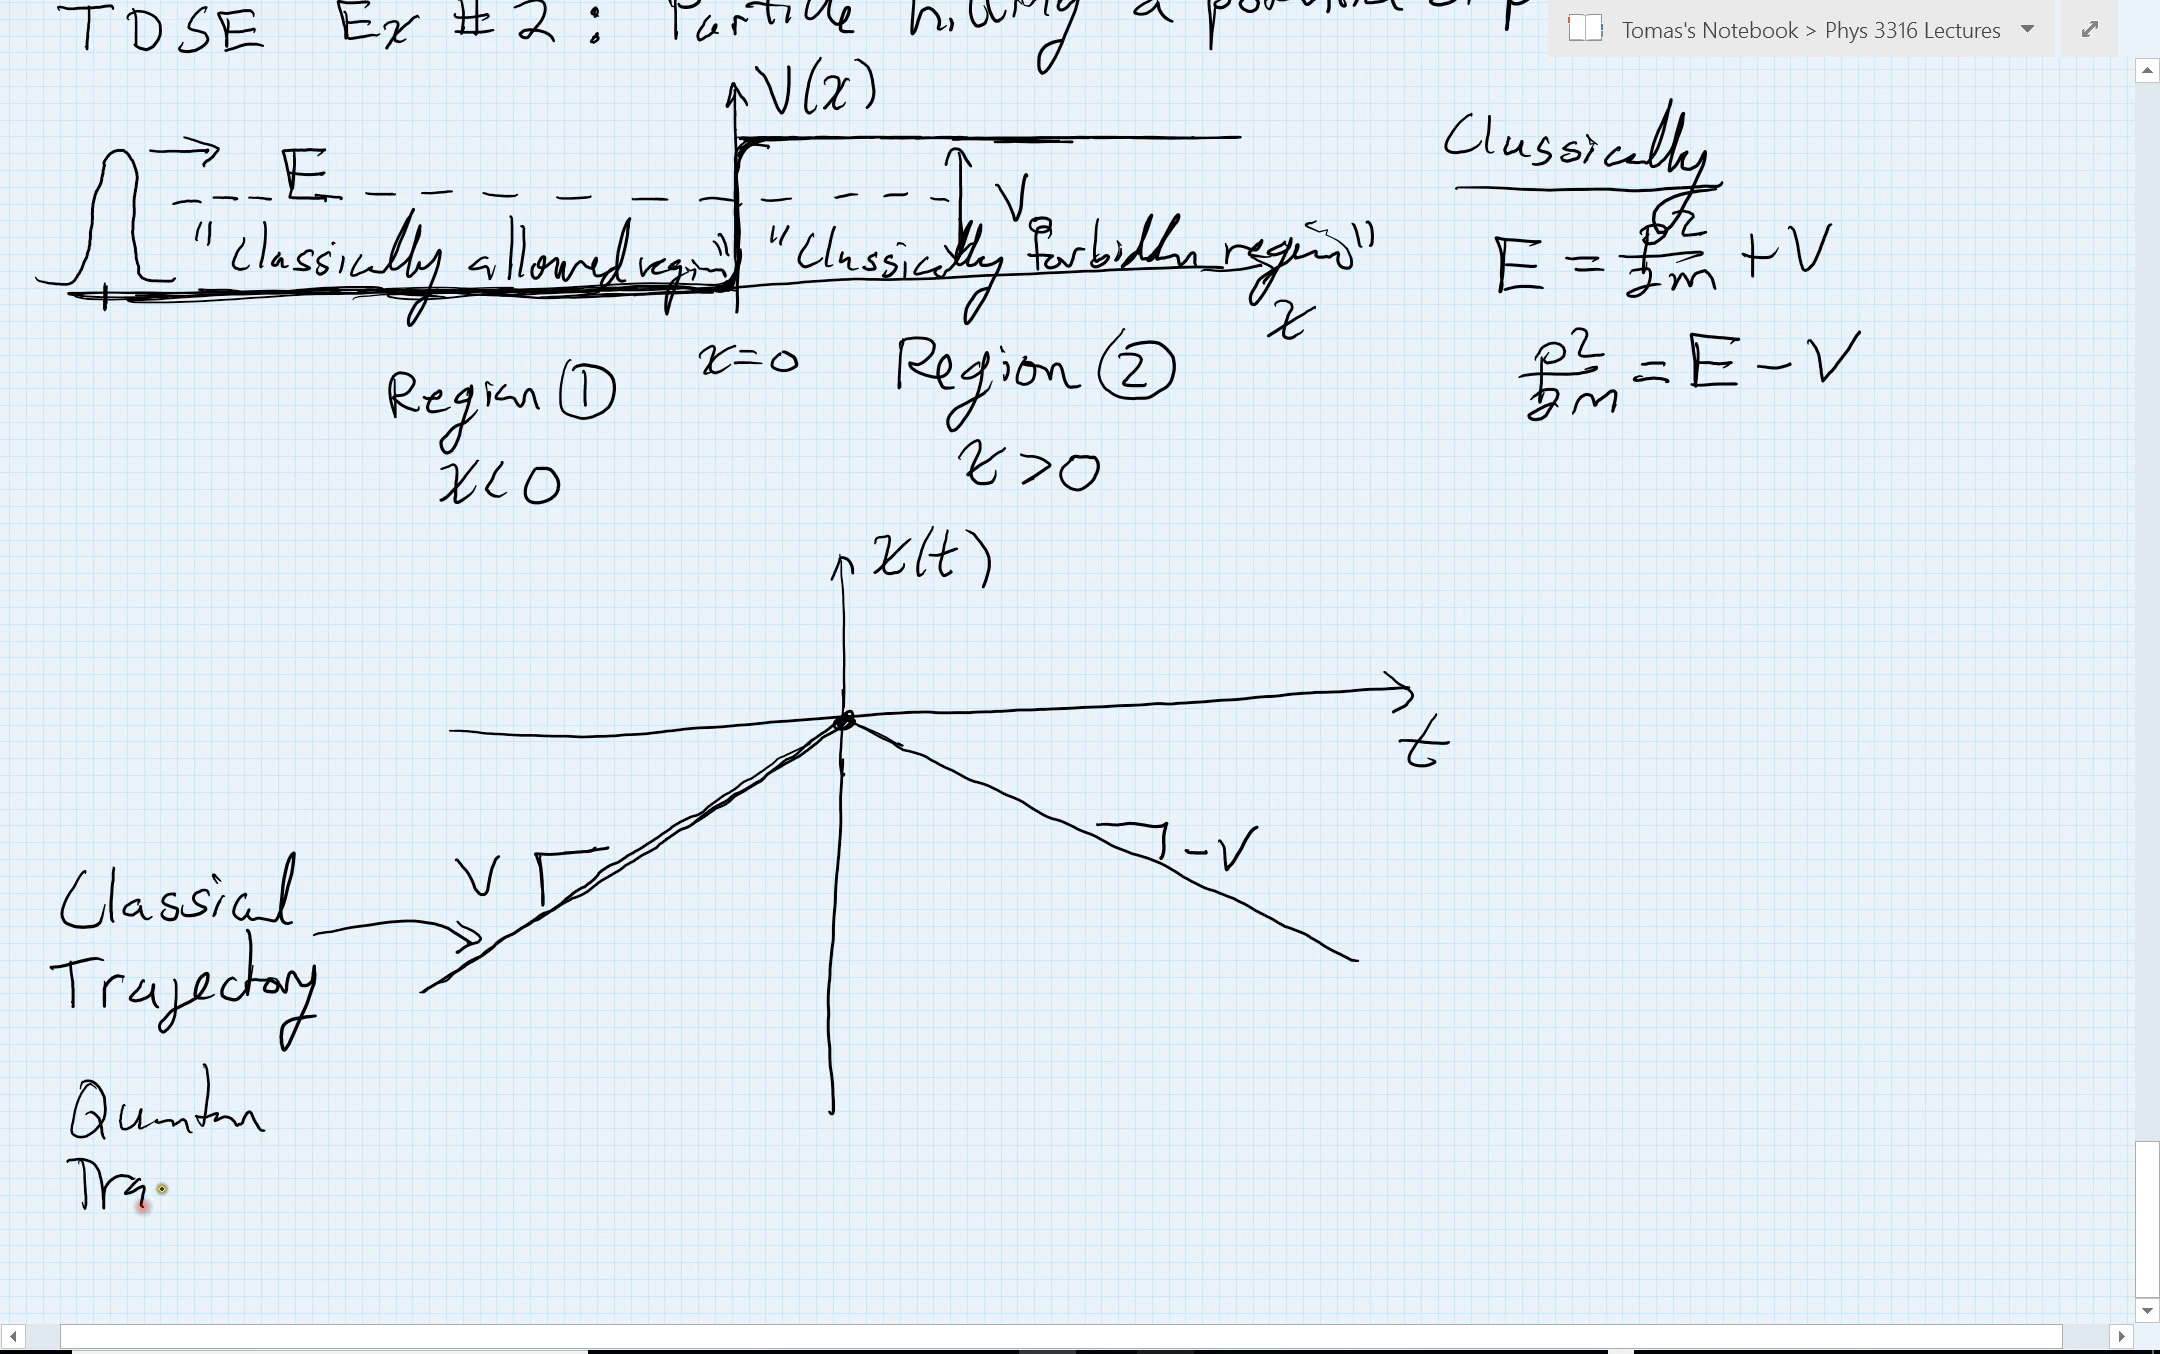 TDSE Ex #2: Particle hitting a potential step
Tomas's Notebook > Phys 3316 Lectures
V(x)
E
V₀
"Classically allowed region" "Classically forbidden region"
x
x=0
Region ①
x<0
Region ②
x>0
Classically
E = p²/2m + V
p²/2m = E - V
x(t)
t
V
-V
Classical
Trajectory
Quantum
Tra